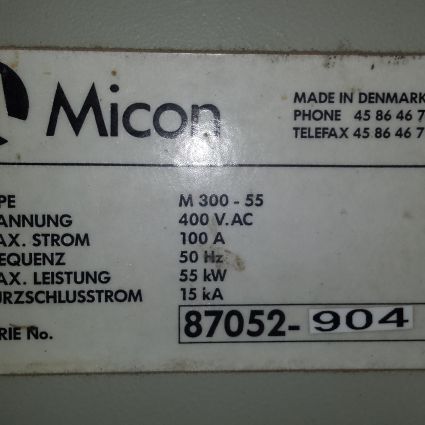 Micon
MADE IN DENMARK
PHONE 45 86 46 7
TELEFAX 45 86 46 7
PE M 300 - 55
ANNUNG 400 V. AC
AX. STROM 100 A
EQUENZ 50 Hz
AX. LEISTUNG 55 kW
URZSCHLUSSTROM 15 kA
RIE No. 87052-904